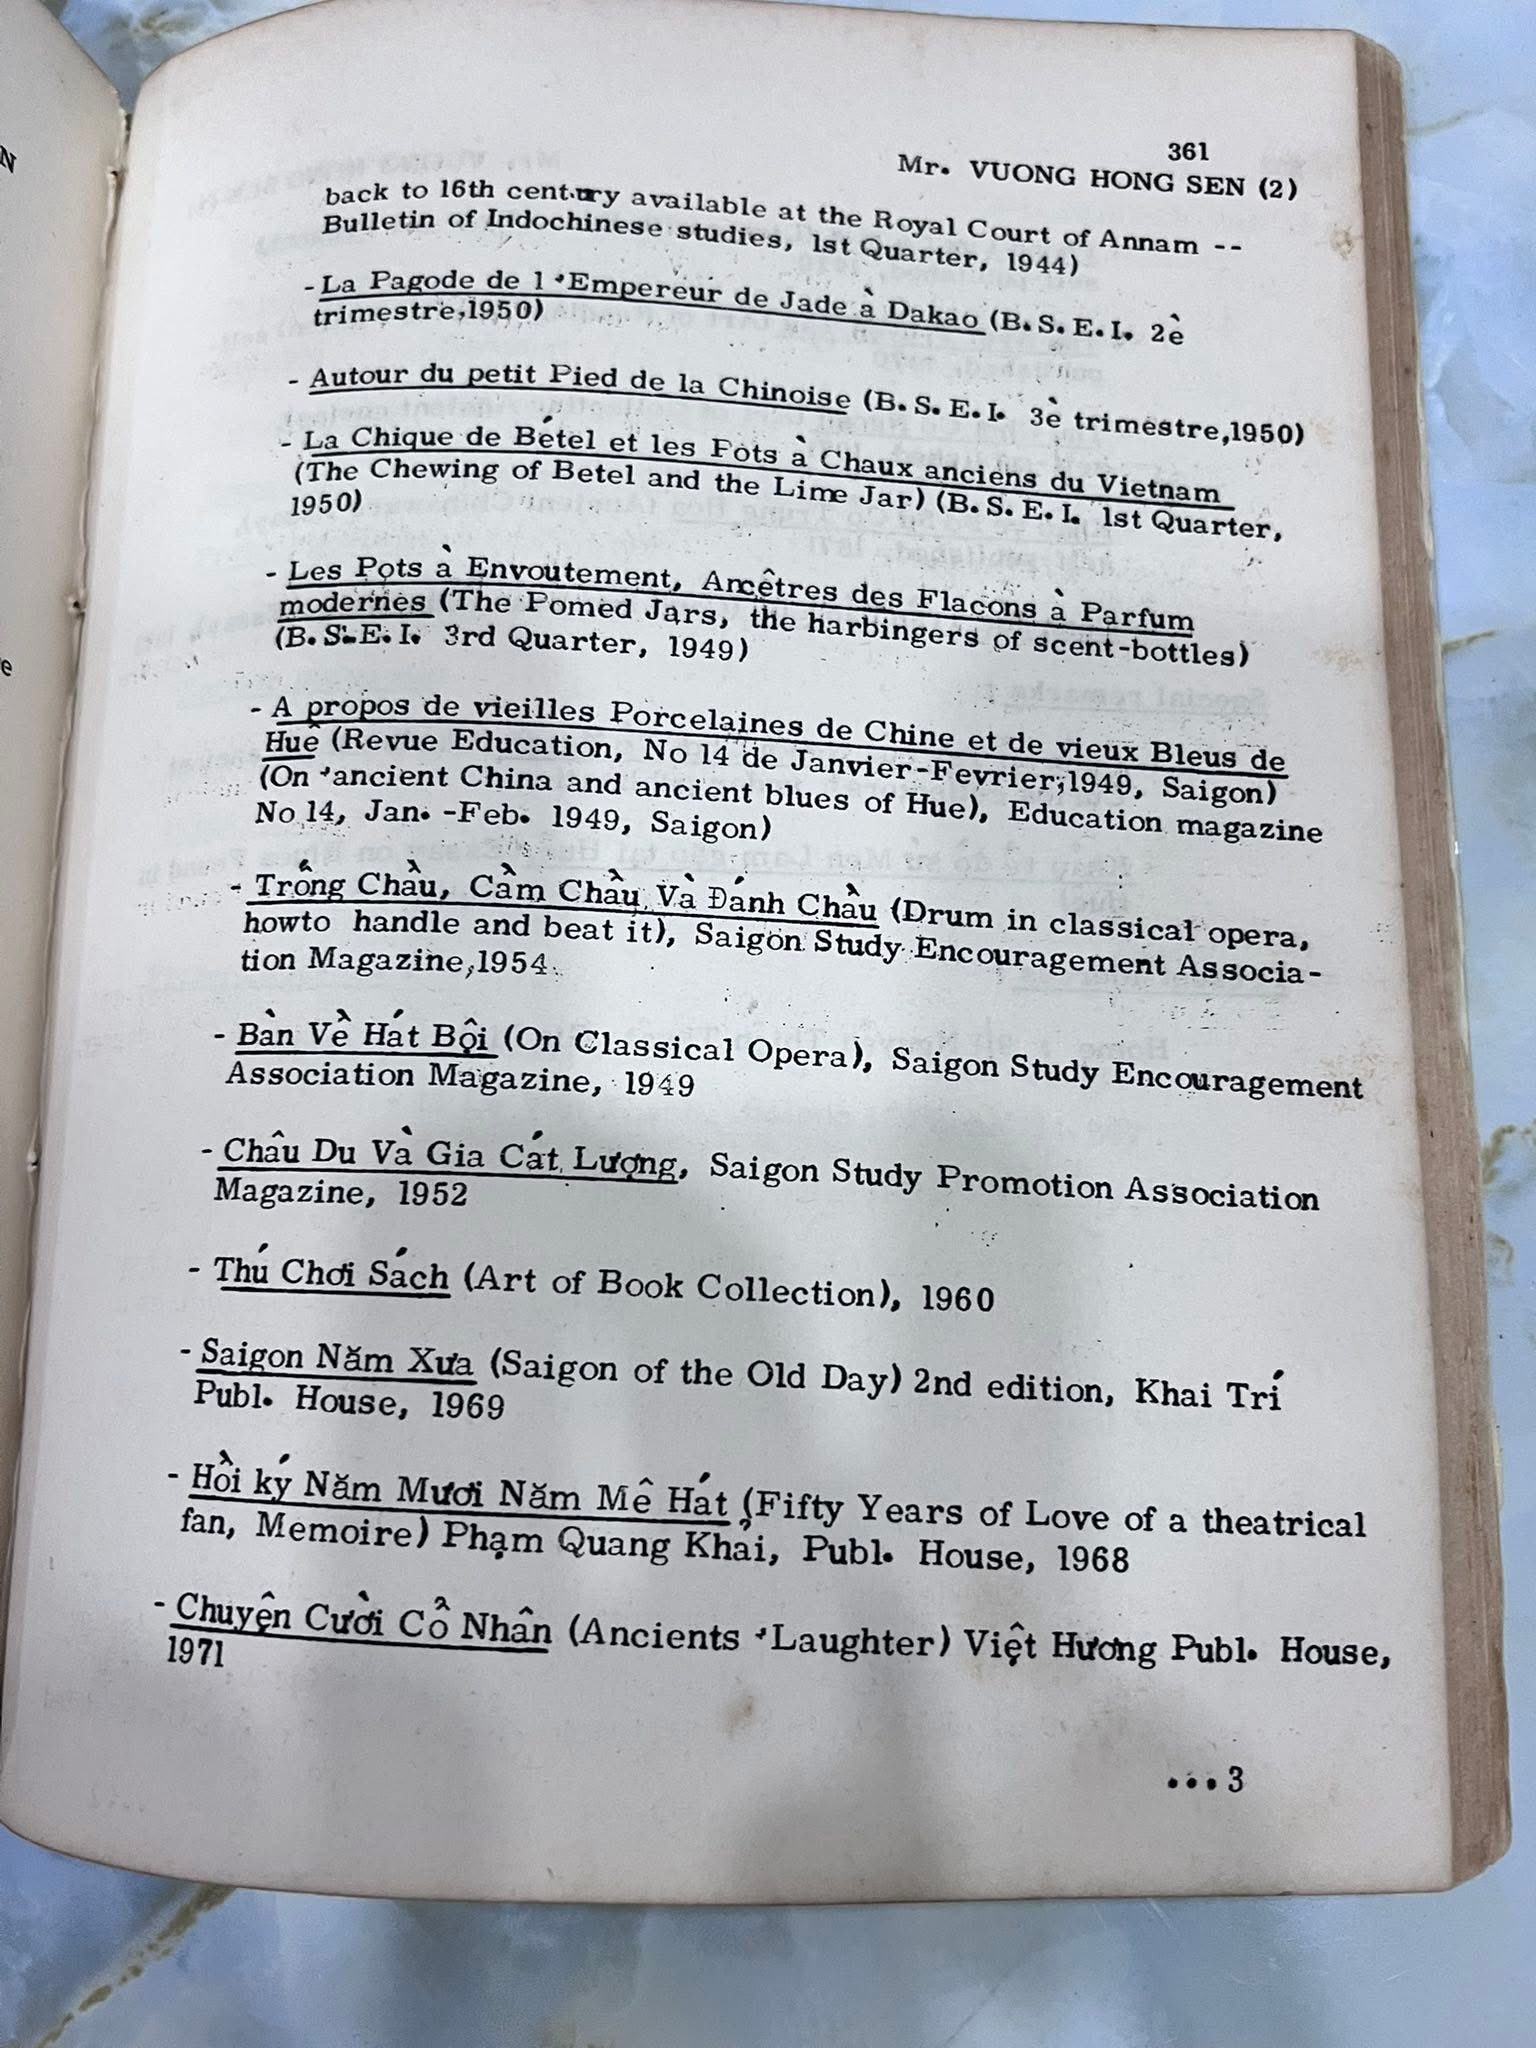 361
Mr. VUONG HONG SEN (2)
back to 16th century available at the Royal Court of Annam --
Bulletin of Indochinese studies, 1st Quarter, 1944)
- La Pagode de l 'Empereur de Jade à Dakao (B. S. E. I. 2è
trimestre,1950)
- Autour du petit Pied de la Chinoise (B. S. E. I. 3è trimestre,1950)
- La Chique de Bétel et les Pots à Chaux anciens du Vietnam
(The Chewing of Betel and the Lime Jar) (B. S. E. I. 1st Quarter,
1950)
- Les Pots à Envoutement, Ancêtres des Flacons à Parfum
modernes (The Pomed Jars, the harbingers of scent-bottles)
(B. S. E. I. 3rd Quarter, 1949)
- A propos de vieilles Porcelaines de Chine et de vieux Bleus de
Huê (Revue Education, No 14 de Janvier-Fevrier,1949, Saigon)
(On 'ancient China and ancient blues of Hue), Education magazine
No 14, Jan. -Feb. 1949, Saigon)
- Trống Chầu, Cầm Chầu Và Đánh Chầu (Drum in classical opera,
howto handle and beat it), Saigon Study Encouragement Associa-
tion Magazine,1954
- Bàn Về Hát Bội (On Classical Opera), Saigon Study Encouragement
Association Magazine, 1949
- Châu Du Và Gia Cát Lượng, Saigon Study Promotion Association
Magazine, 1952
- Thú Chơi Sách (Art of Book Collection), 1960
- Saigon Năm Xưa (Saigon of the Old Day) 2nd edition, Khai Trí
Publ. House, 1969
- Hồi ký Năm Mươi Năm Mê Hát (Fifty Years of Love of a theatrical
fan, Memoire) Phạm Quang Khải, Publ. House, 1968
- Chuyện Cười Cổ Nhân (Ancients 'Laughter) Việt Hương Publ. House,
1971
...3